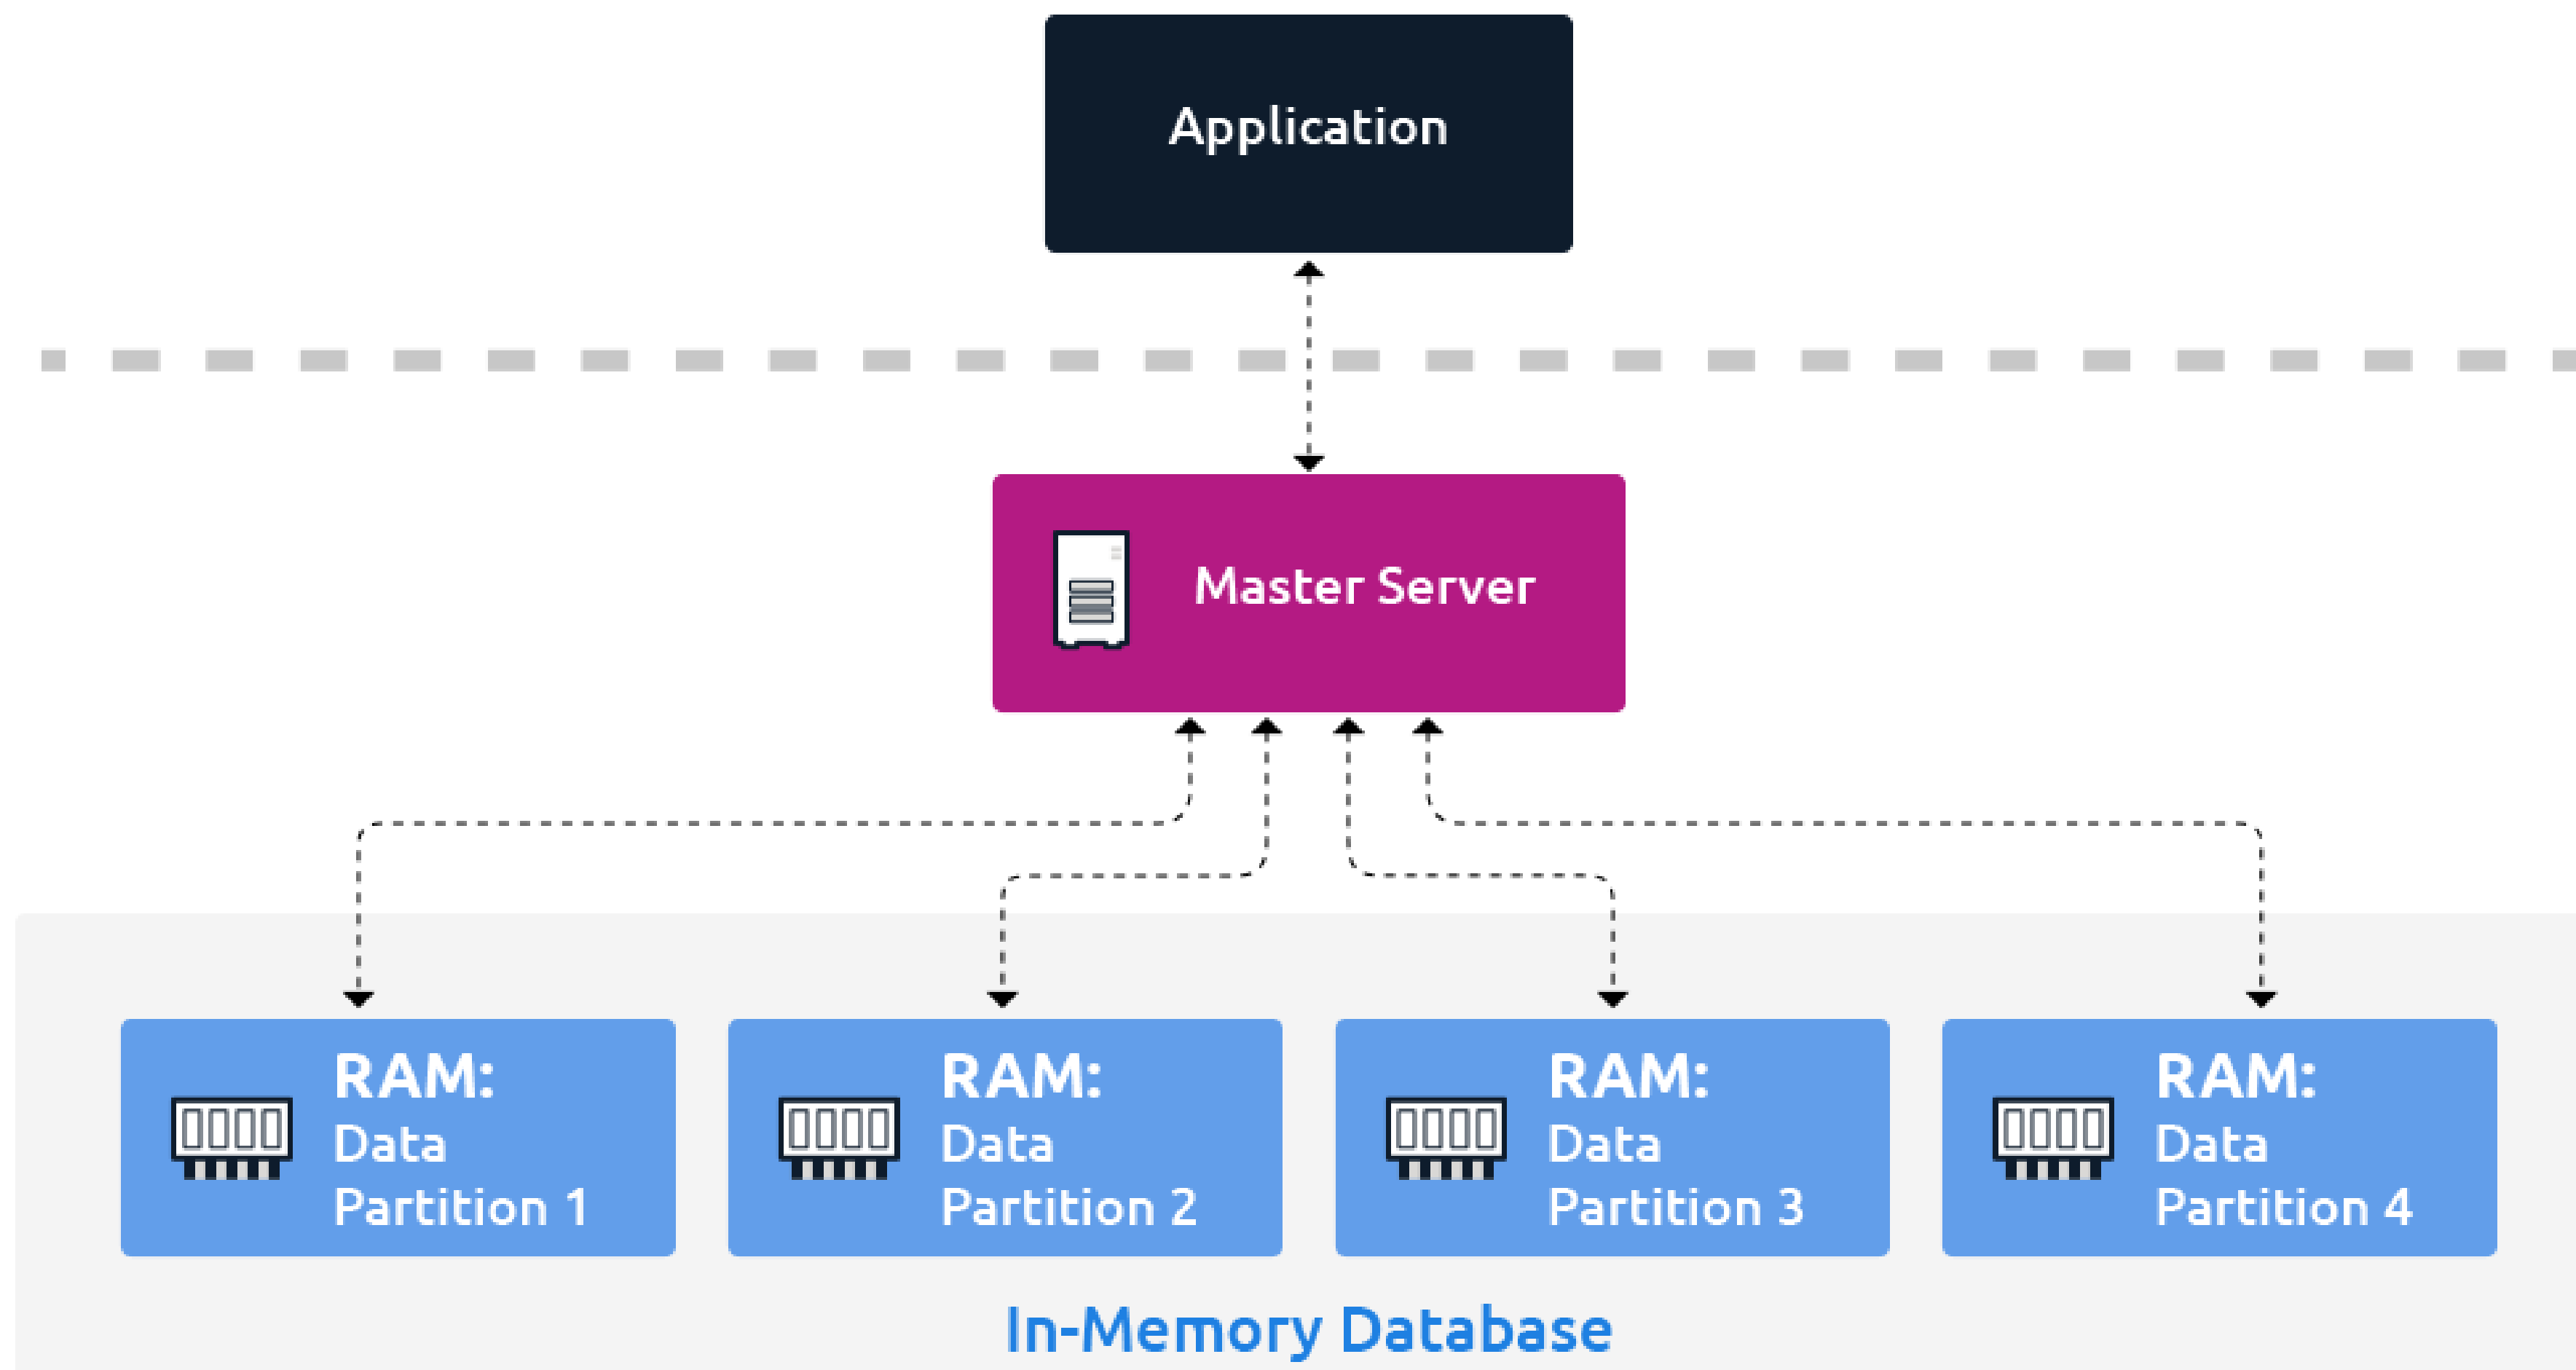 Application
Master Server
RAM:
Data
Partition 1
RAM:
Data
Partition 2
RAM:
Data
Partition 3
RAM:
Data
Partition 4
In-Memory Database